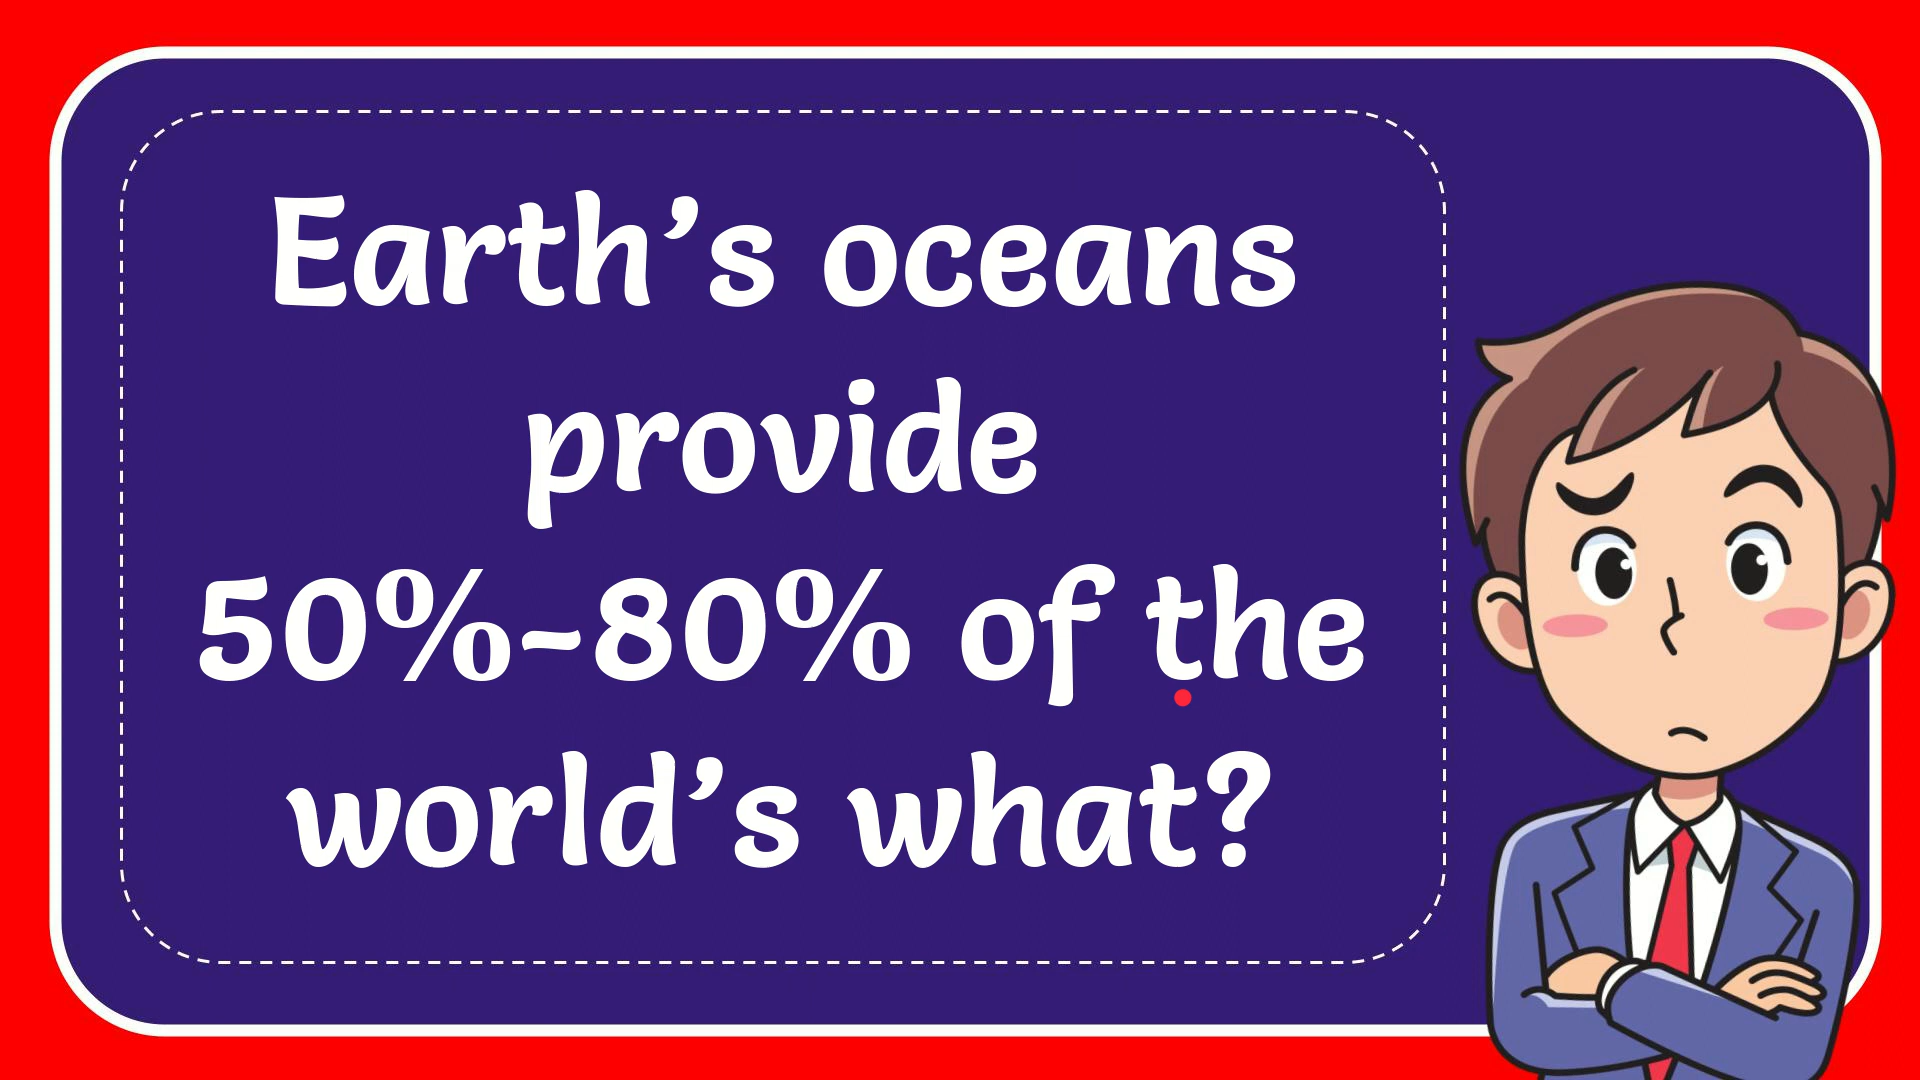 Earth’s oceans
provide
50%-80% of the
world’s what?